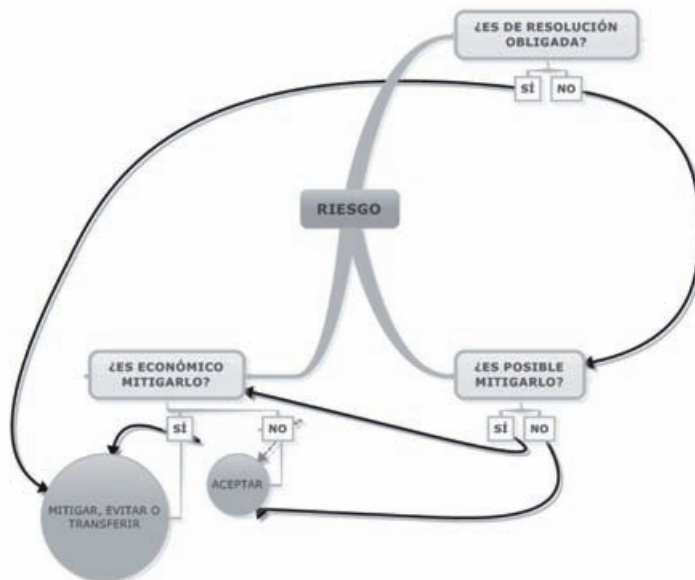 ¿ES DE RESOLUCIÓN
OBLIGADA?
SÍ NO
RIESGO
¿ES ECONÓMICO
MITIGARLO?
SÍ NO
¿ES POSIBLE
MITIGARLO?
SÍ NO
ACEPTAR
MITIGAR, EVITAR O
TRANSFERIR